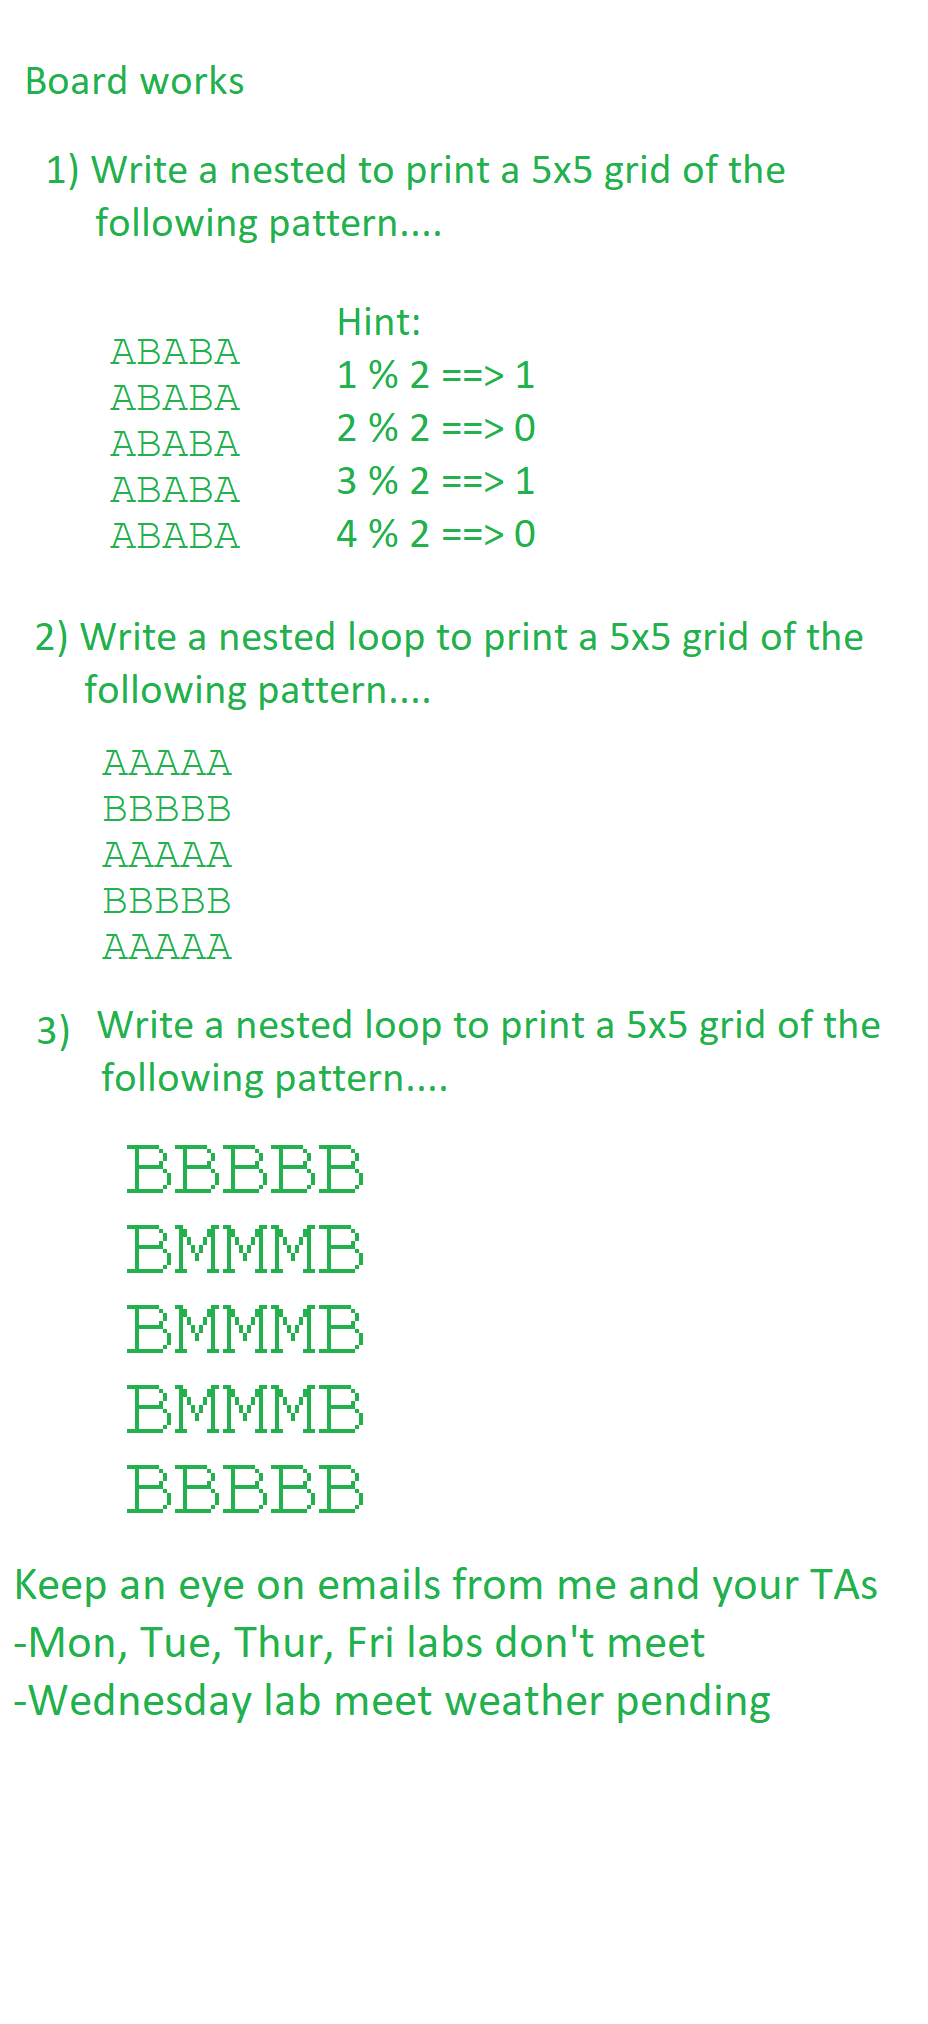 Board works
1) Write a nested to print a 5x5 grid of the
following pattern....
Hint:
ABABA
1 % 2 ==> 1
ABABA
2 % 2 ==> 0
ABABA
3 % 2 ==> 1
ABABA
4 % 2 ==> 0
ABABA
2) Write a nested loop to print a 5x5 grid of the
following pattern....
AAAAA
BBBBB
AAAAA
BBBBB
AAAAA
3) Write a nested loop to print a 5x5 grid of the
following pattern....
BBBBB
BMMMB
BMMMB
BMMMB
BBBBB
Keep an eye on emails from me and your TAs
-Mon, Tue, Thur, Fri labs don't meet
-Wednesday lab meet weather pending